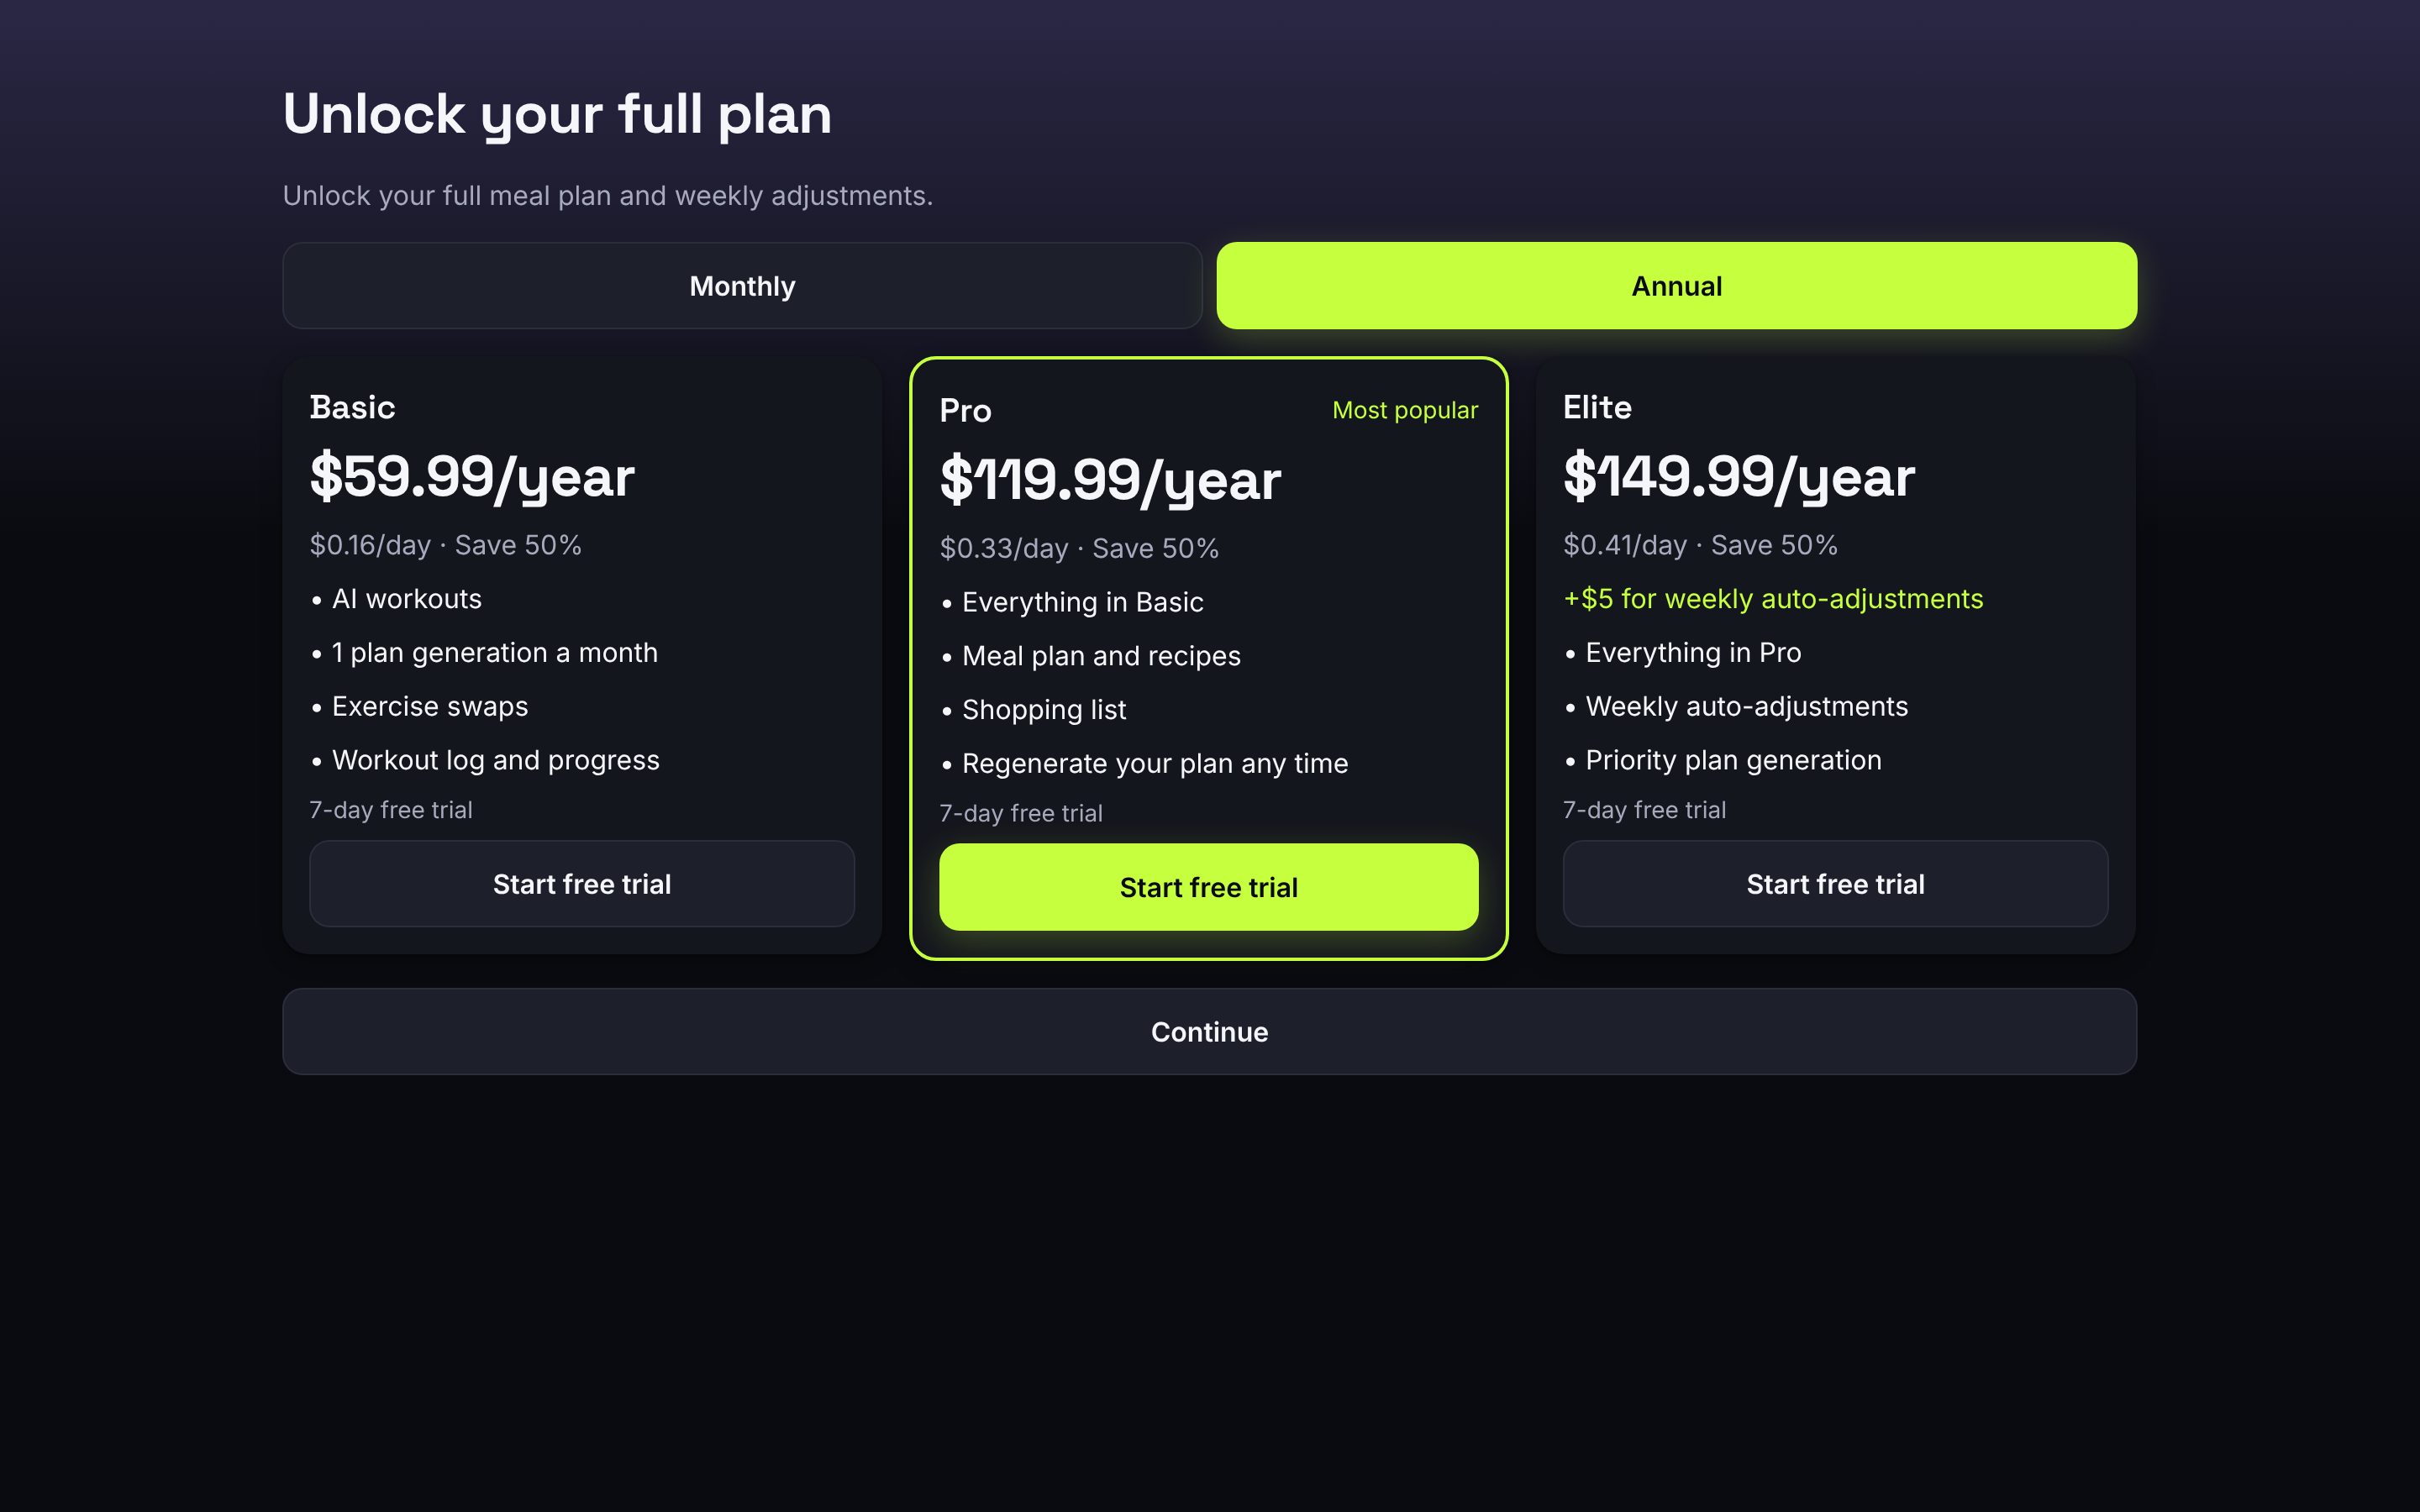 Unlock your full plan
Unlock your full meal plan and weekly adjustments.
Monthly
Annual
Basic
$59.99/year
$0.16/day · Save 50%
• AI workouts
• 1 plan generation a month
• Exercise swaps
• Workout log and progress
7-day free trial
Start free trial
Pro
Most popular
$119.99/year
$0.33/day · Save 50%
• Everything in Basic
• Meal plan and recipes
• Shopping list
• Regenerate your plan any time
7-day free trial
Start free trial
Elite
$149.99/year
$0.41/day · Save 50%
+$5 for weekly auto-adjustments
• Everything in Pro
• Weekly auto-adjustments
• Priority plan generation
7-day free trial
Start free trial
Continue